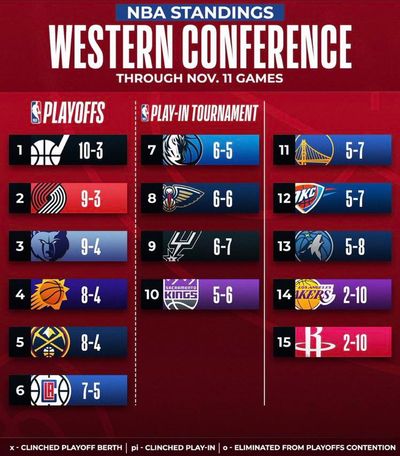 NBA STANDINGS
WESTERN CONFERENCE
THROUGH NOV. 11 GAMES
PLAYOFFS
1 10-3
2 9-3
3 9-4
4 8-4
5 8-4
6 LA 7-5
PLAY-IN TOURNAMENT
7 6-5
8 6-6
9 6-7
10 SACRAMENTO KINGS 5-6
11 5-7
12 OKC 5-7
13 5-8
14 LOS ANGELES LAKERS 2-10
15 R 2-10
x - CLINCHED PLAYOFF BERTH | pi - CLINCHED PLAY-IN | o - ELIMINATED FROM PLAYOFFS CONTENTION